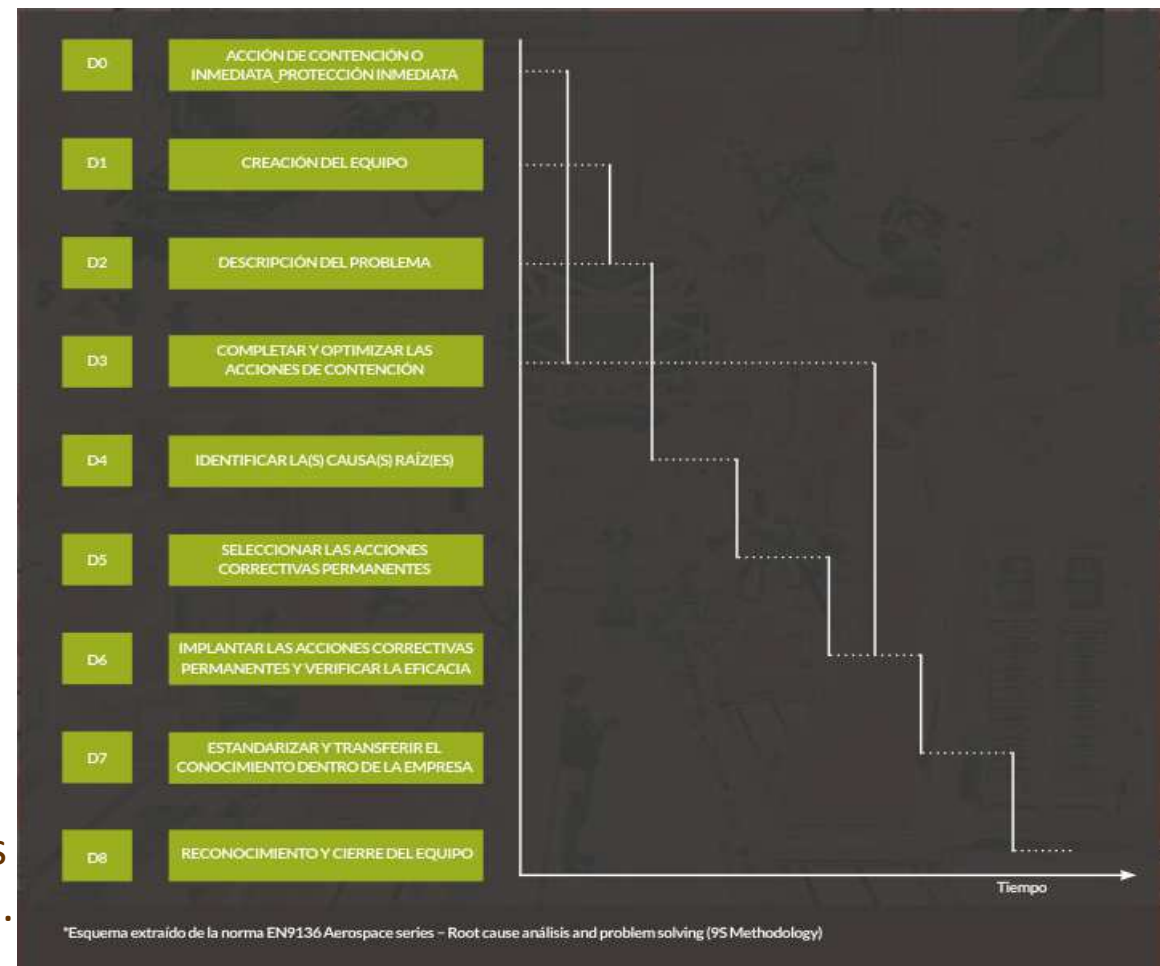 D0
ACCIÓN DE CONTENCIÓN O
INMEDIATA_PROTECCIÓN INMEDIATA
D1
CREACIÓN DEL EQUIPO
D2
DESCRIPCIÓN DEL PROBLEMA
D3
COMPLETAR Y OPTIMIZAR LAS
ACCIONES DE CONTENCIÓN
D4
IDENTIFICAR LA(S) CAUSA(S) RAÍZ(ES)
D5
SELECCIONAR LAS ACCIONES
CORRECTIVAS PERMANENTES
D6
IMPLANTAR LAS ACCIONES CORRECTIVAS
PERMANENTES Y VERIFICAR LA EFICACIA
D7
ESTANDARIZAR Y TRANSFERIR EL
CONOCIMIENTO DENTRO DE LA EMPRESA
s
D8
RECONOCIMIENTO Y CIERRE DEL EQUIPO
Tiempo
.
*Esquema extraído de la norma EN9136 Aerospace series – Root cause análisis and problem solving (9S Methodology)